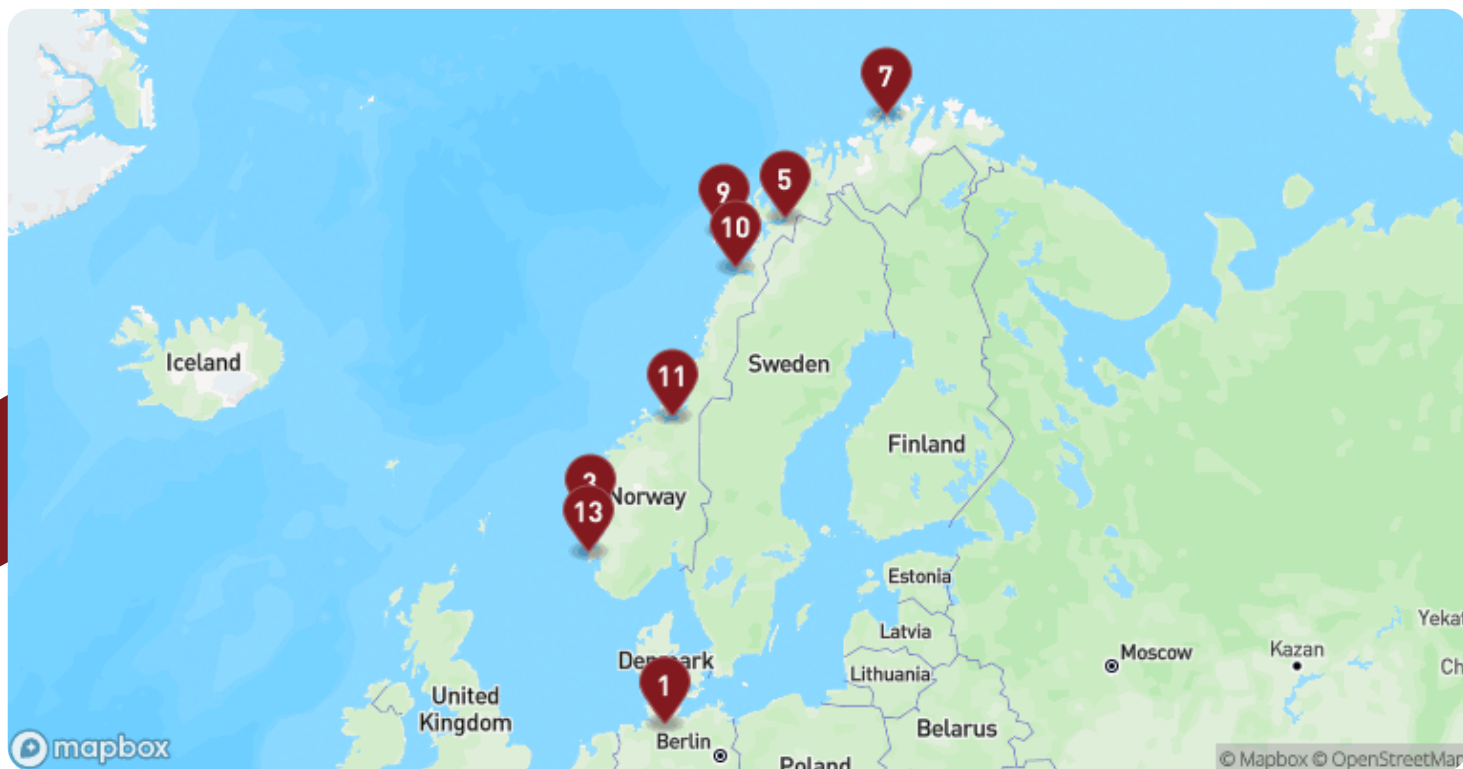 7
5
9
10
Iceland
Sweden
11
Finland
3
Norway
13
Estonia
Latvia
Yekat
Moscow
Kazan
Denmark
Lithuania
Ch
1
United
Kingdom
Belarus
Berlin
mapbox
Poland
© Mapbox © OpenStreetMap